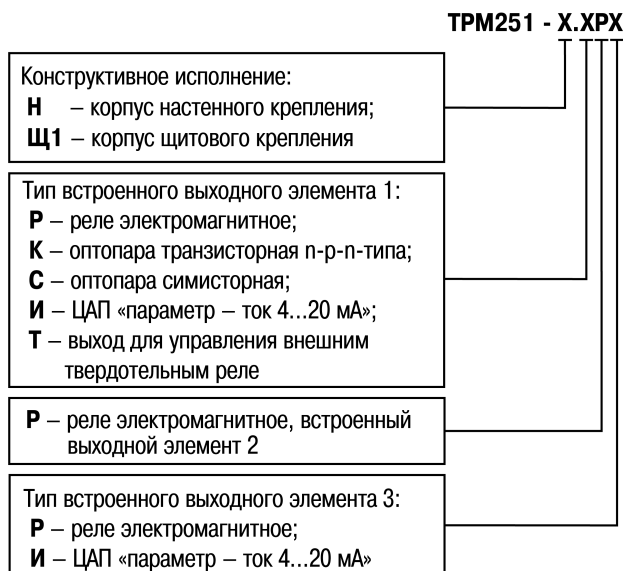 ТРМ251 - Х.ХРХ
Конструктивное исполнение:
Н – корпус настенного крепления;
Щ1 – корпус щитового крепления
Тип встроенного выходного элемента 1:
Р – реле электромагнитное;
К – оптопара транзисторная n-p-n-типа;
С – оптопара симисторная;
И – ЦАП «параметр – ток 4...20 мА»;
Т – выход для управления внешним
твердотельным реле
Р – реле электромагнитное, встроенный
выходной элемент 2
Тип встроенного выходного элемента 3:
Р – реле электромагнитное;
И – ЦАП «параметр – ток 4...20 мА»